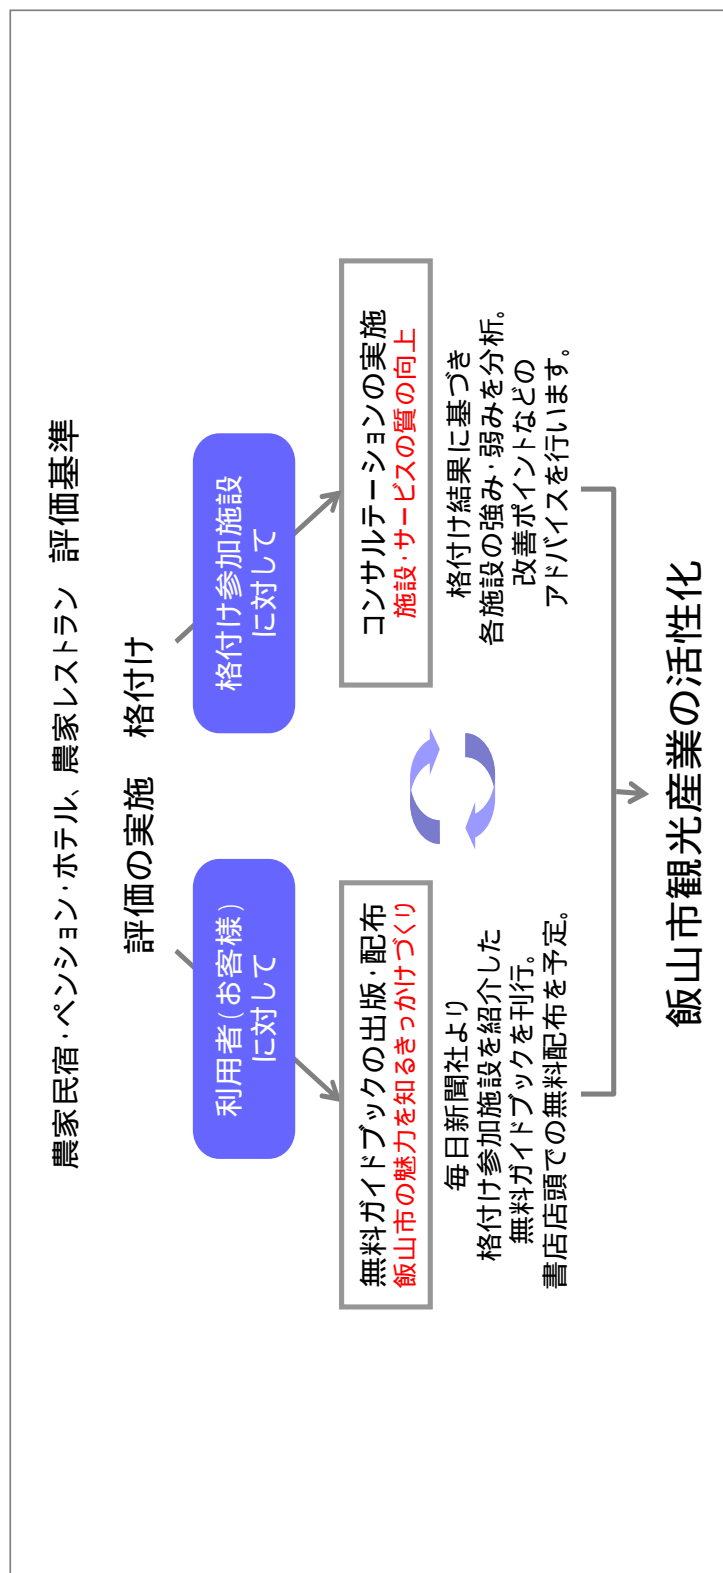 農家民宿・ペンション・ホテル、農家レストラン 評価基準
評価の実施 格付け
利用者(お客様)
に対して
無料ガイドブックの出版・配布
飯山市の魅力を知るきっかけづくり
毎日新聞社より
格付け参加施設を紹介した
無料ガイドブックを刊行。
書店店頭での無料配布を予定。
格付け参加施設
に対して
コンサルテーションの実施
施設・サービスの質の向上
格付け結果に基づき
各施設の強み・弱みを分析。
改善ポイントなどの
アドバイスを行います。
飯山市観光産業の活性化